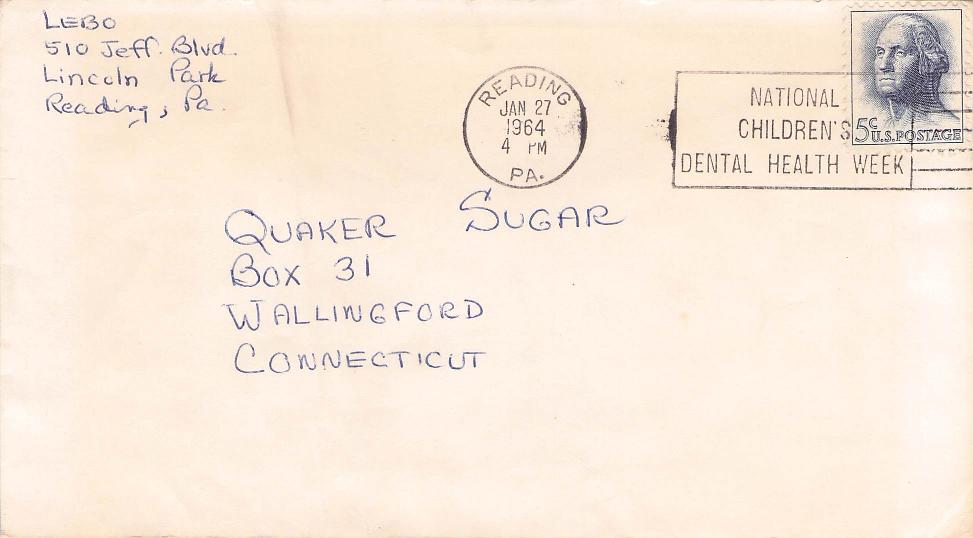 LEBO
510 Jeff. Blvd.
Lincoln Park
Reading, Pa.
READING
JAN 27
1964
4 PM
PA.
NATIONAL
CHILDREN'S
DENTAL HEALTH WEEK
5c U.S. POSTAGE
QUAKER SUGAR
BOX 31
WALLINGFORD
CONNECTICUT